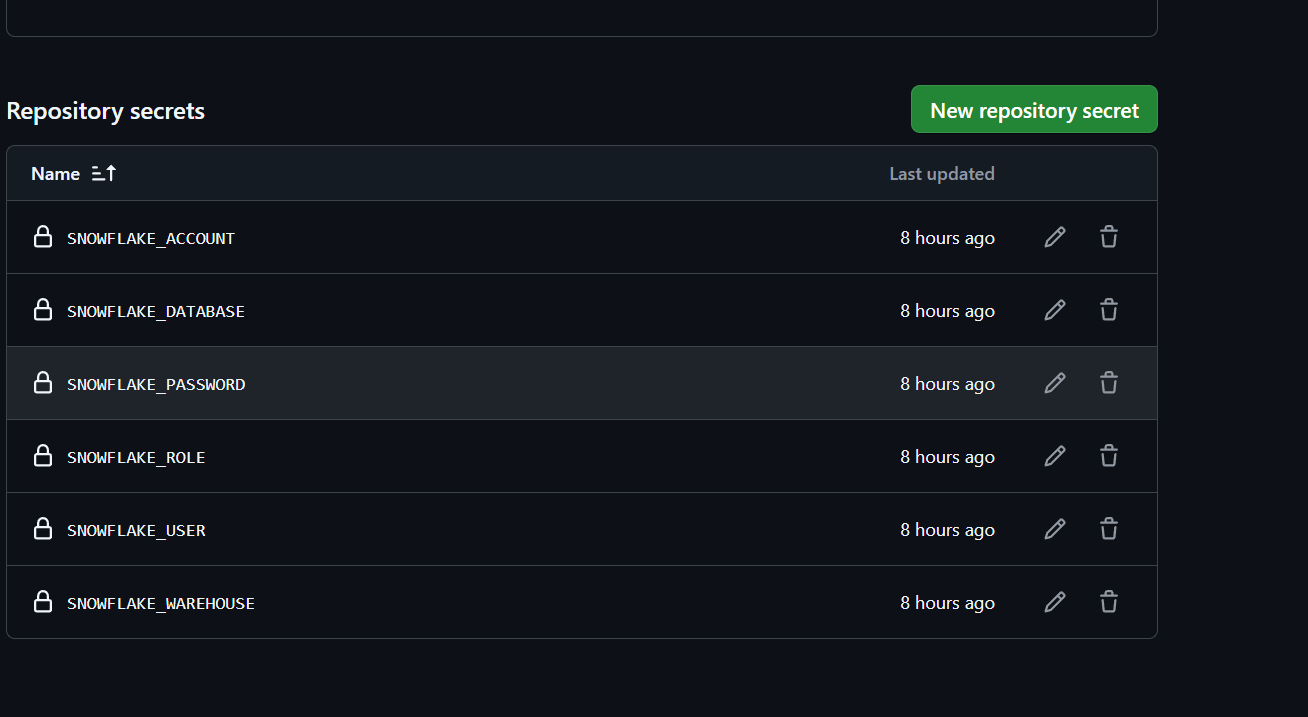 Repository secrets
New repository secret
Name Last updated
SNOWFLAKE_ACCOUNT 8 hours ago
SNOWFLAKE_DATABASE 8 hours ago
SNOWFLAKE_PASSWORD 8 hours ago
SNOWFLAKE_ROLE 8 hours ago
SNOWFLAKE_USER 8 hours ago
SNOWFLAKE_WAREHOUSE 8 hours ago